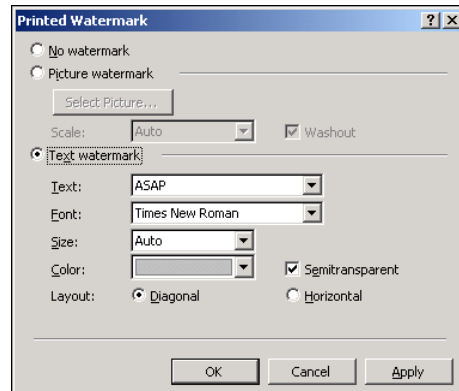 Printed Watermark
No watermark
Picture watermark
Select Picture...
Scale: Auto Washout
Text watermark
Text: ASAP
Font: Times New Roman
Size: Auto
Color: Semitransparent
Layout: Diagonal Horizontal
OK Cancel Apply